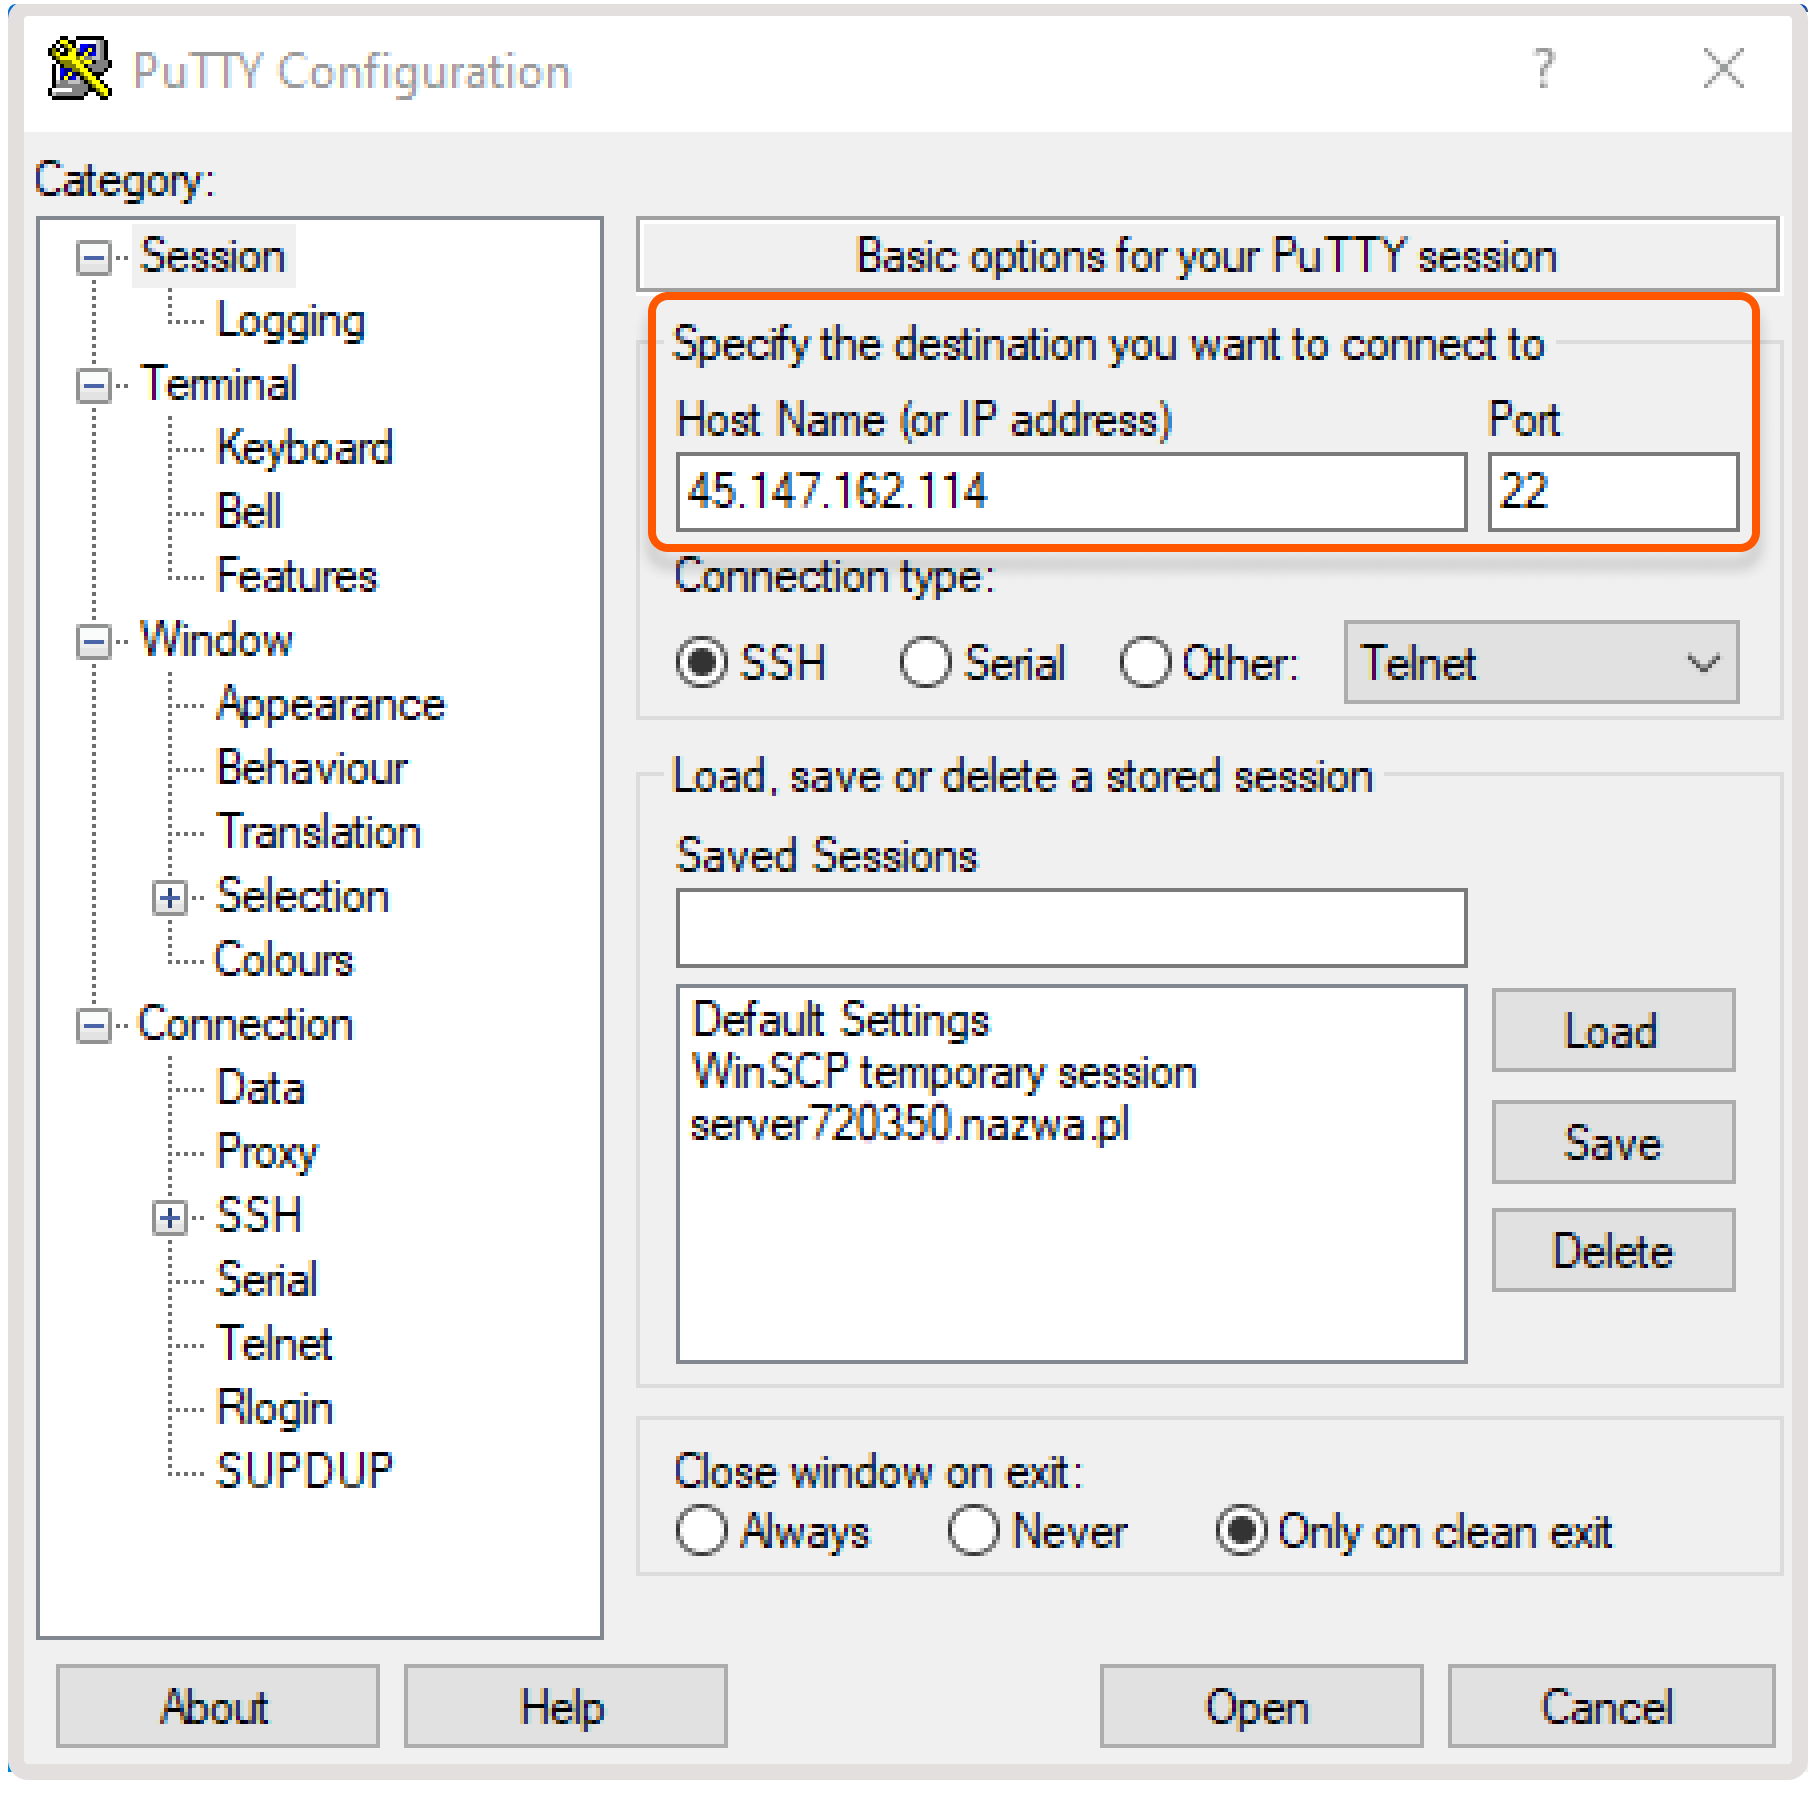 PuTTY Configuration
?
Category:
Session
Logging
Terminal
Keyboard
Bell
Features
Window
Appearance
Behaviour
Translation
Selection
Colours
Connection
Data
Proxy
SSH
Serial
Telnet
Rlogin
SUPDUP
Basic options for your PuTTY session
Specify the destination you want to connect to
Host Name (or IP address) Port
45.147.162.114 22
Connection type:
SSH Serial Other: Telnet
Load, save or delete a stored session
Saved Sessions
Default Settings
WinSCP temporary session
server720350.nazwa.pl
Load
Save
Delete
Close window on exit:
Always Never Only on clean exit
About Help Open Cancel